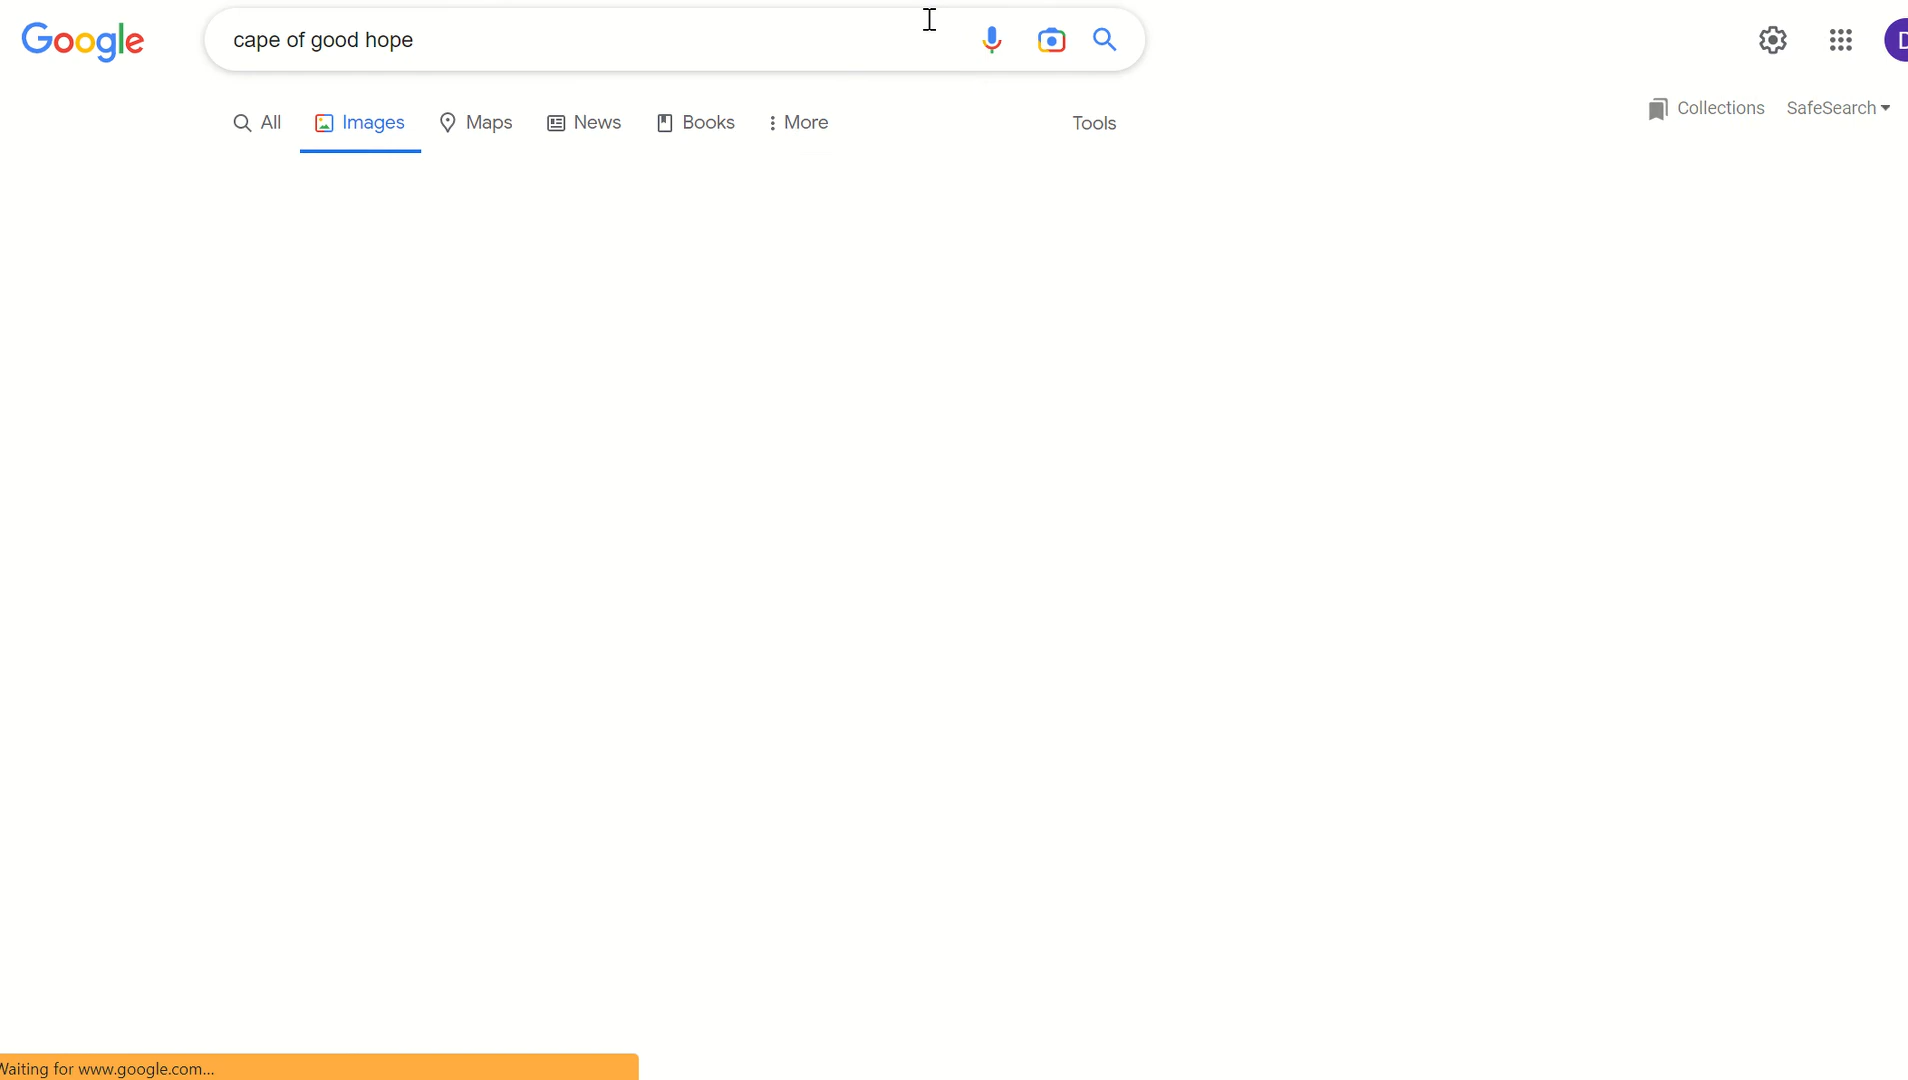 Google
cape of good hope
All Images Maps News Books More Tools
Collections SafeSearch
D
Waiting for www.google.com...